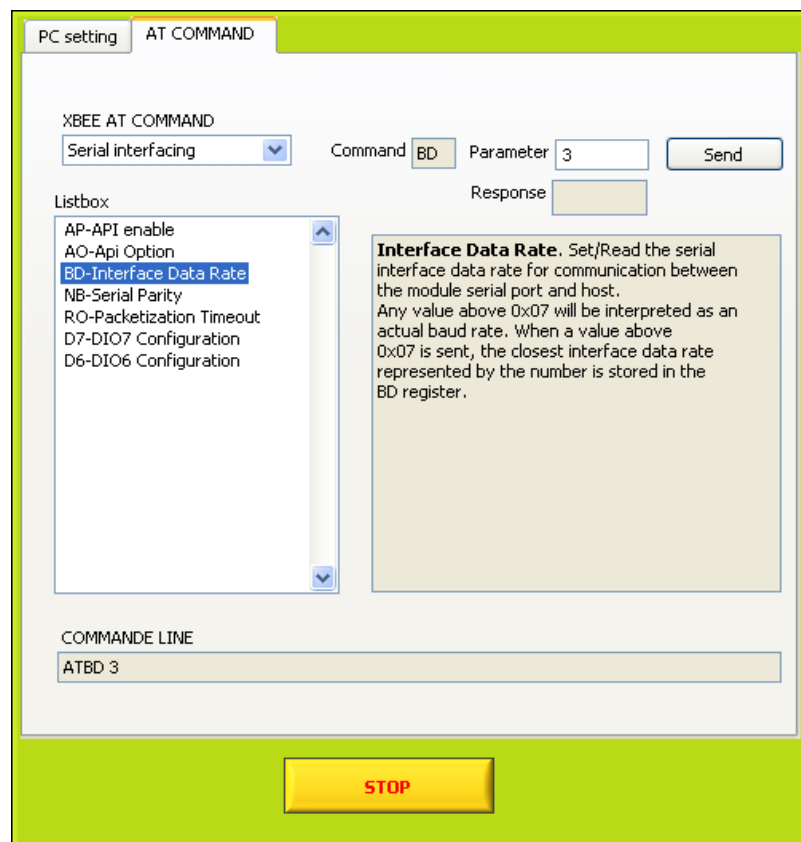 PC setting
AT COMMAND
XBEE AT COMMAND
Serial interfacing
Command
BD
Parameter
3
Send
Response
Listbox
AP-API enable
AO-Api Option
BD-Interface Data Rate
NB-Serial Parity
RO-Packetization Timeout
D7-DIO7 Configuration
D6-DIO6 Configuration
Interface Data Rate. Set/Read the serial
interface data rate for communication between
the module serial port and host.
Any value above 0x07 will be interpreted as an
actual baud rate. When a value above
0x07 is sent, the closest interface data rate
represented by the number is stored in the
BD register.
COMMANDE LINE
ATBD 3
STOP